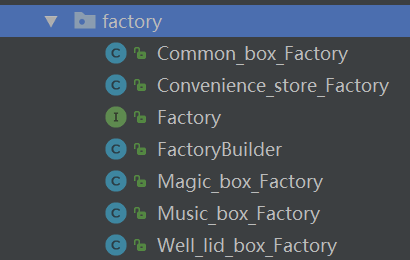 factory
Common_box_Factory
Convenience_store_Factory
Factory
FactoryBuilder
Magic_box_Factory
Music_box_Factory
Well_lid_box_Factory